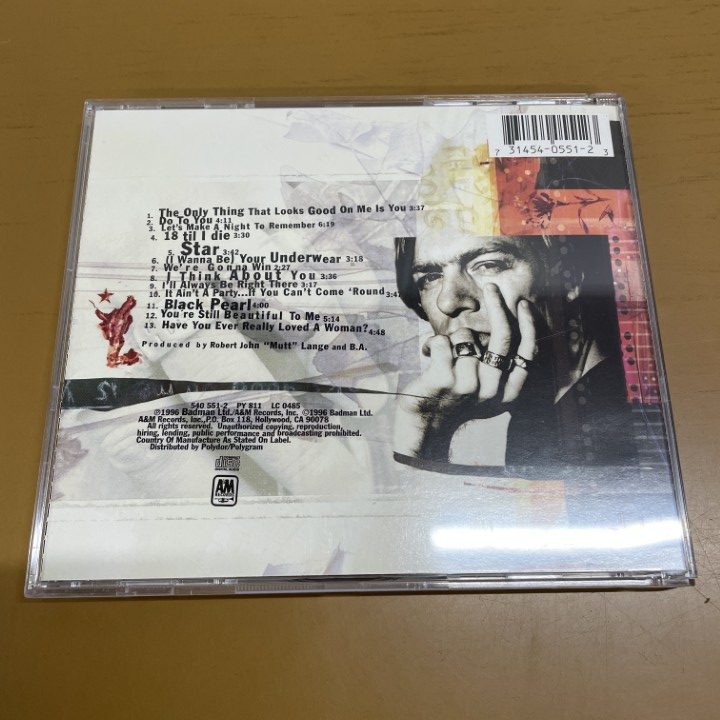 7 31454-0551-2 3
1. The Only Thing That Looks Good On Me Is You 3:37
2. Do To You 4:11
3. Let's Make A Night To Remember 6:19
4. 18 til I die 3:30
5. Star 3:42
6. (I Wanna Be) Your Underwear 3:18
7. We're Gonna Win 2:27
8. I Think About You 3:36
9. I'll Always Be Right There 3:17
10. It Ain't A Party...If You Can't Come 'Round 3:47
11. Black Pearl 4:00
12. You're Still Beautiful To Me 5:14
13. Have You Ever Really Loved A Woman? 4:48
Produced by Robert John "Mutt" Lange and B.A.
540 551-2 PY 811 LC 0485
℗1996 Badman Ltd./A&M Records, Inc. ©1996 Badman Ltd.
A&M Records, Inc., P.O. Box 118, Hollywood, CA 90078
All rights reserved. Unauthorized copying, reproduction,
hiring, lending, public performance and broadcasting prohibited.
Country Of Manufacture As Stated On Label.
Distributed by Polydor/Polygram
disc
DIGITAL AUDIO
AM